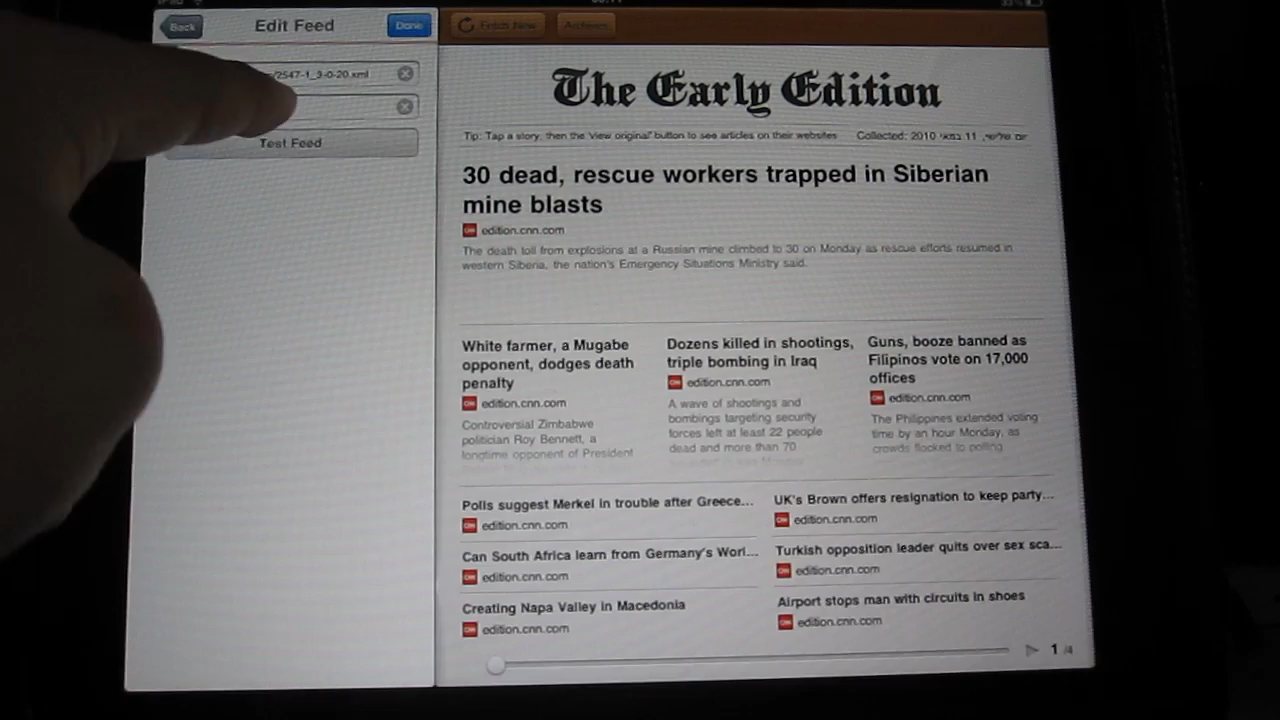 Back
Edit Feed
Done
/2547-1_3-0-20.xml
Test Feed
Fetch New
Archives
The Early Edition
Tip: Tap a story, then the 'view original' button to see articles on their websites
Collected: 2010 יום שלישי, 11 במאי
30 dead, rescue workers trapped in Siberian
mine blasts
edition.cnn.com
The death toll from explosions at a Russian mine climbed to 30 on Monday as rescue efforts resumed in
western Siberia, the nation's Emergency Situations Ministry said.
White farmer, a Mugabe
opponent, dodges death
penalty
edition.cnn.com
Controversial Zimbabwe
politician Roy Bennett, a
longtime opponent of President
Dozens killed in shootings,
triple bombing in Iraq
edition.cnn.com
A wave of shootings and
bombings targeting security
forces left at least 22 people
dead and more than 70
Guns, booze banned as
Filipinos vote on 17,000
offices
edition.cnn.com
The Philippines extended voting
time by an hour Monday, as
crowds flocked to polling
Polls suggest Merkel in trouble after Greece...
edition.cnn.com
UK's Brown offers resignation to keep party...
edition.cnn.com
Can South Africa learn from Germany's Worl...
edition.cnn.com
Turkish opposition leader quits over sex sca...
edition.cnn.com
Creating Napa Valley in Macedonia
edition.cnn.com
Airport stops man with circuits in shoes
edition.cnn.com
1 /4